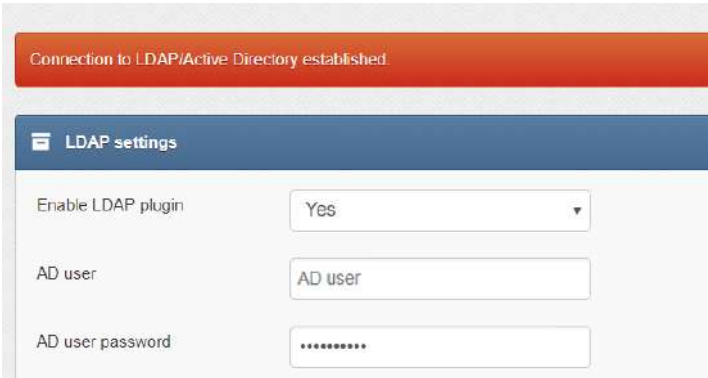 Connection to LDAP/Active Directory established.
LDAP settings
Enable LDAP plugin Yes
AD user AD user
AD user password ••••••••••